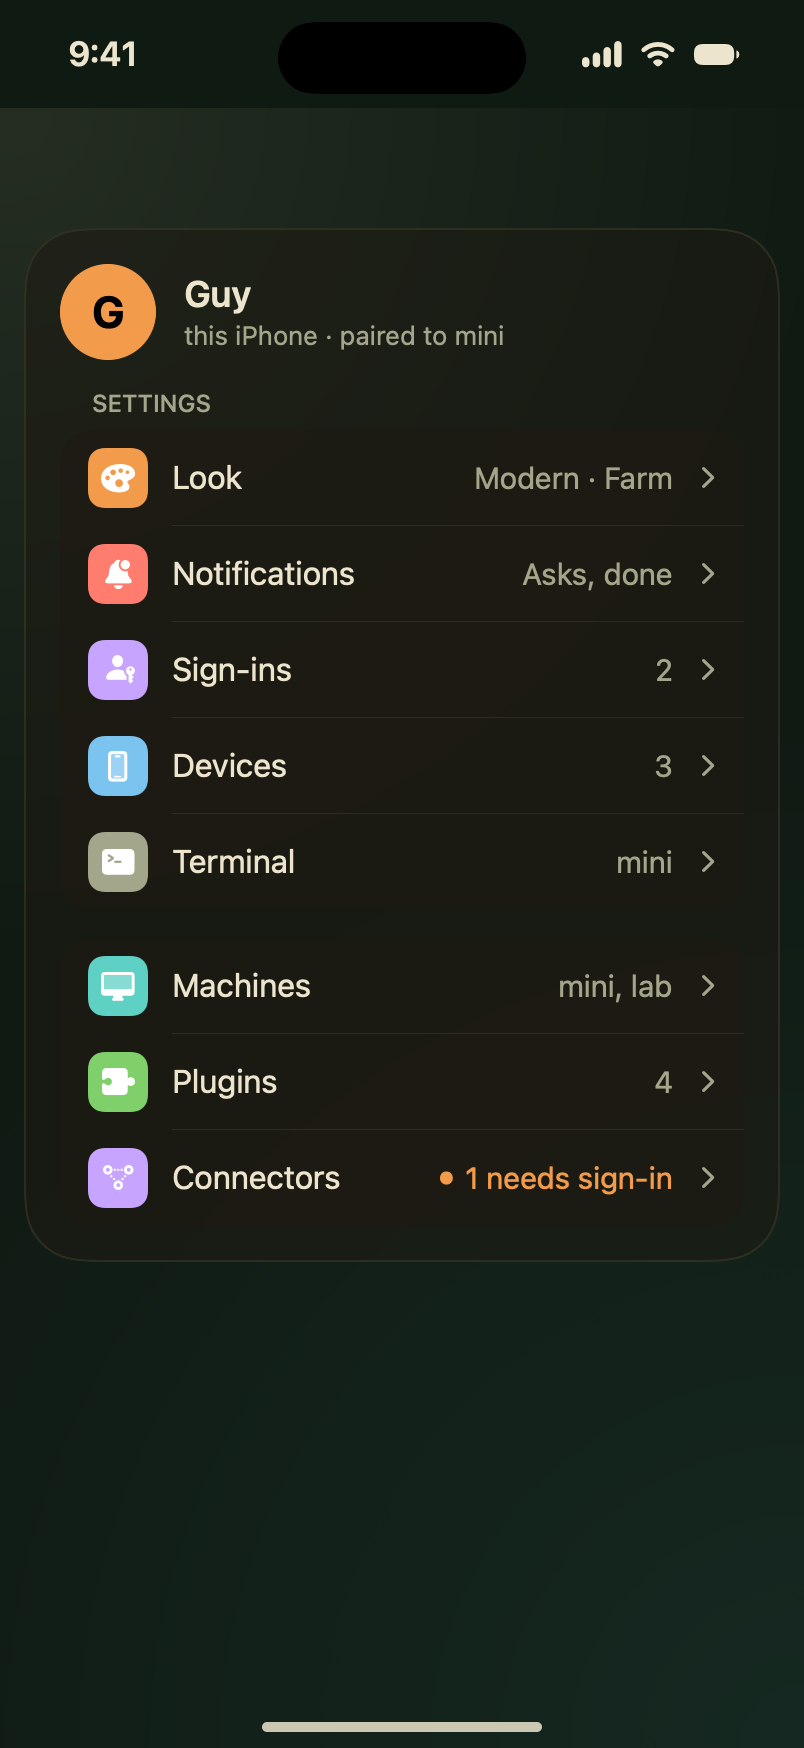 9:41
G
Guy
this iPhone · paired to mini
SETTINGS
Look Modern · Farm
Notifications Asks, done
Sign-ins 2
Devices 3
Terminal mini
Machines mini, lab
Plugins 4
Connectors 1 needs sign-in